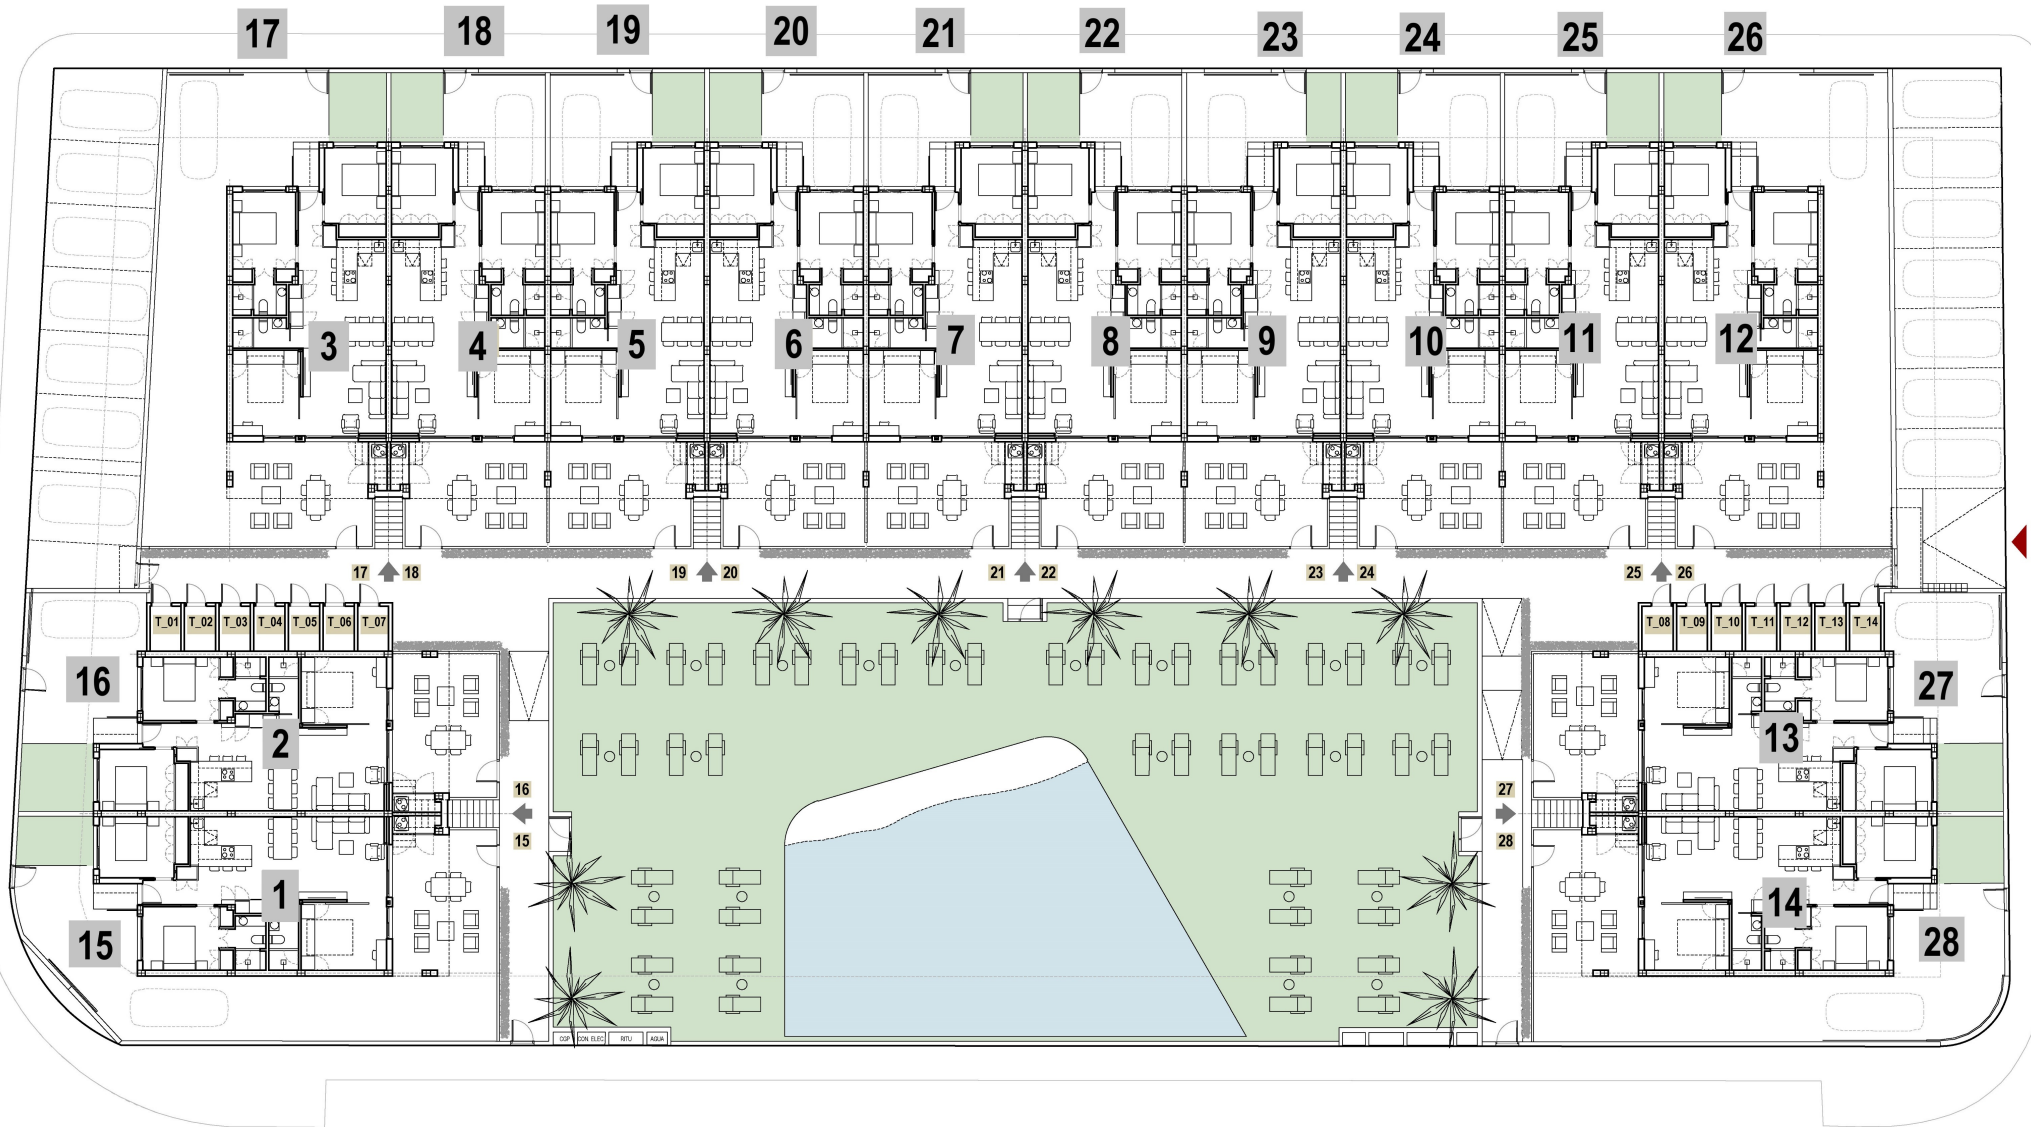 17 18 19 20 21 22 23 24 25 26
3 4 5 6 7 8 9 10 11 12
17 18 19 20 21 22 23 24 25 26
T_01 T_02 T_03 T_04 T_05 T_06 T_07 T_08 T_09 T_10 T_11 T_12 T_13 T_14
16 27
2 13
16 27
15 28
1 14
15 28
CGP CON. ELEC RITU AGUA